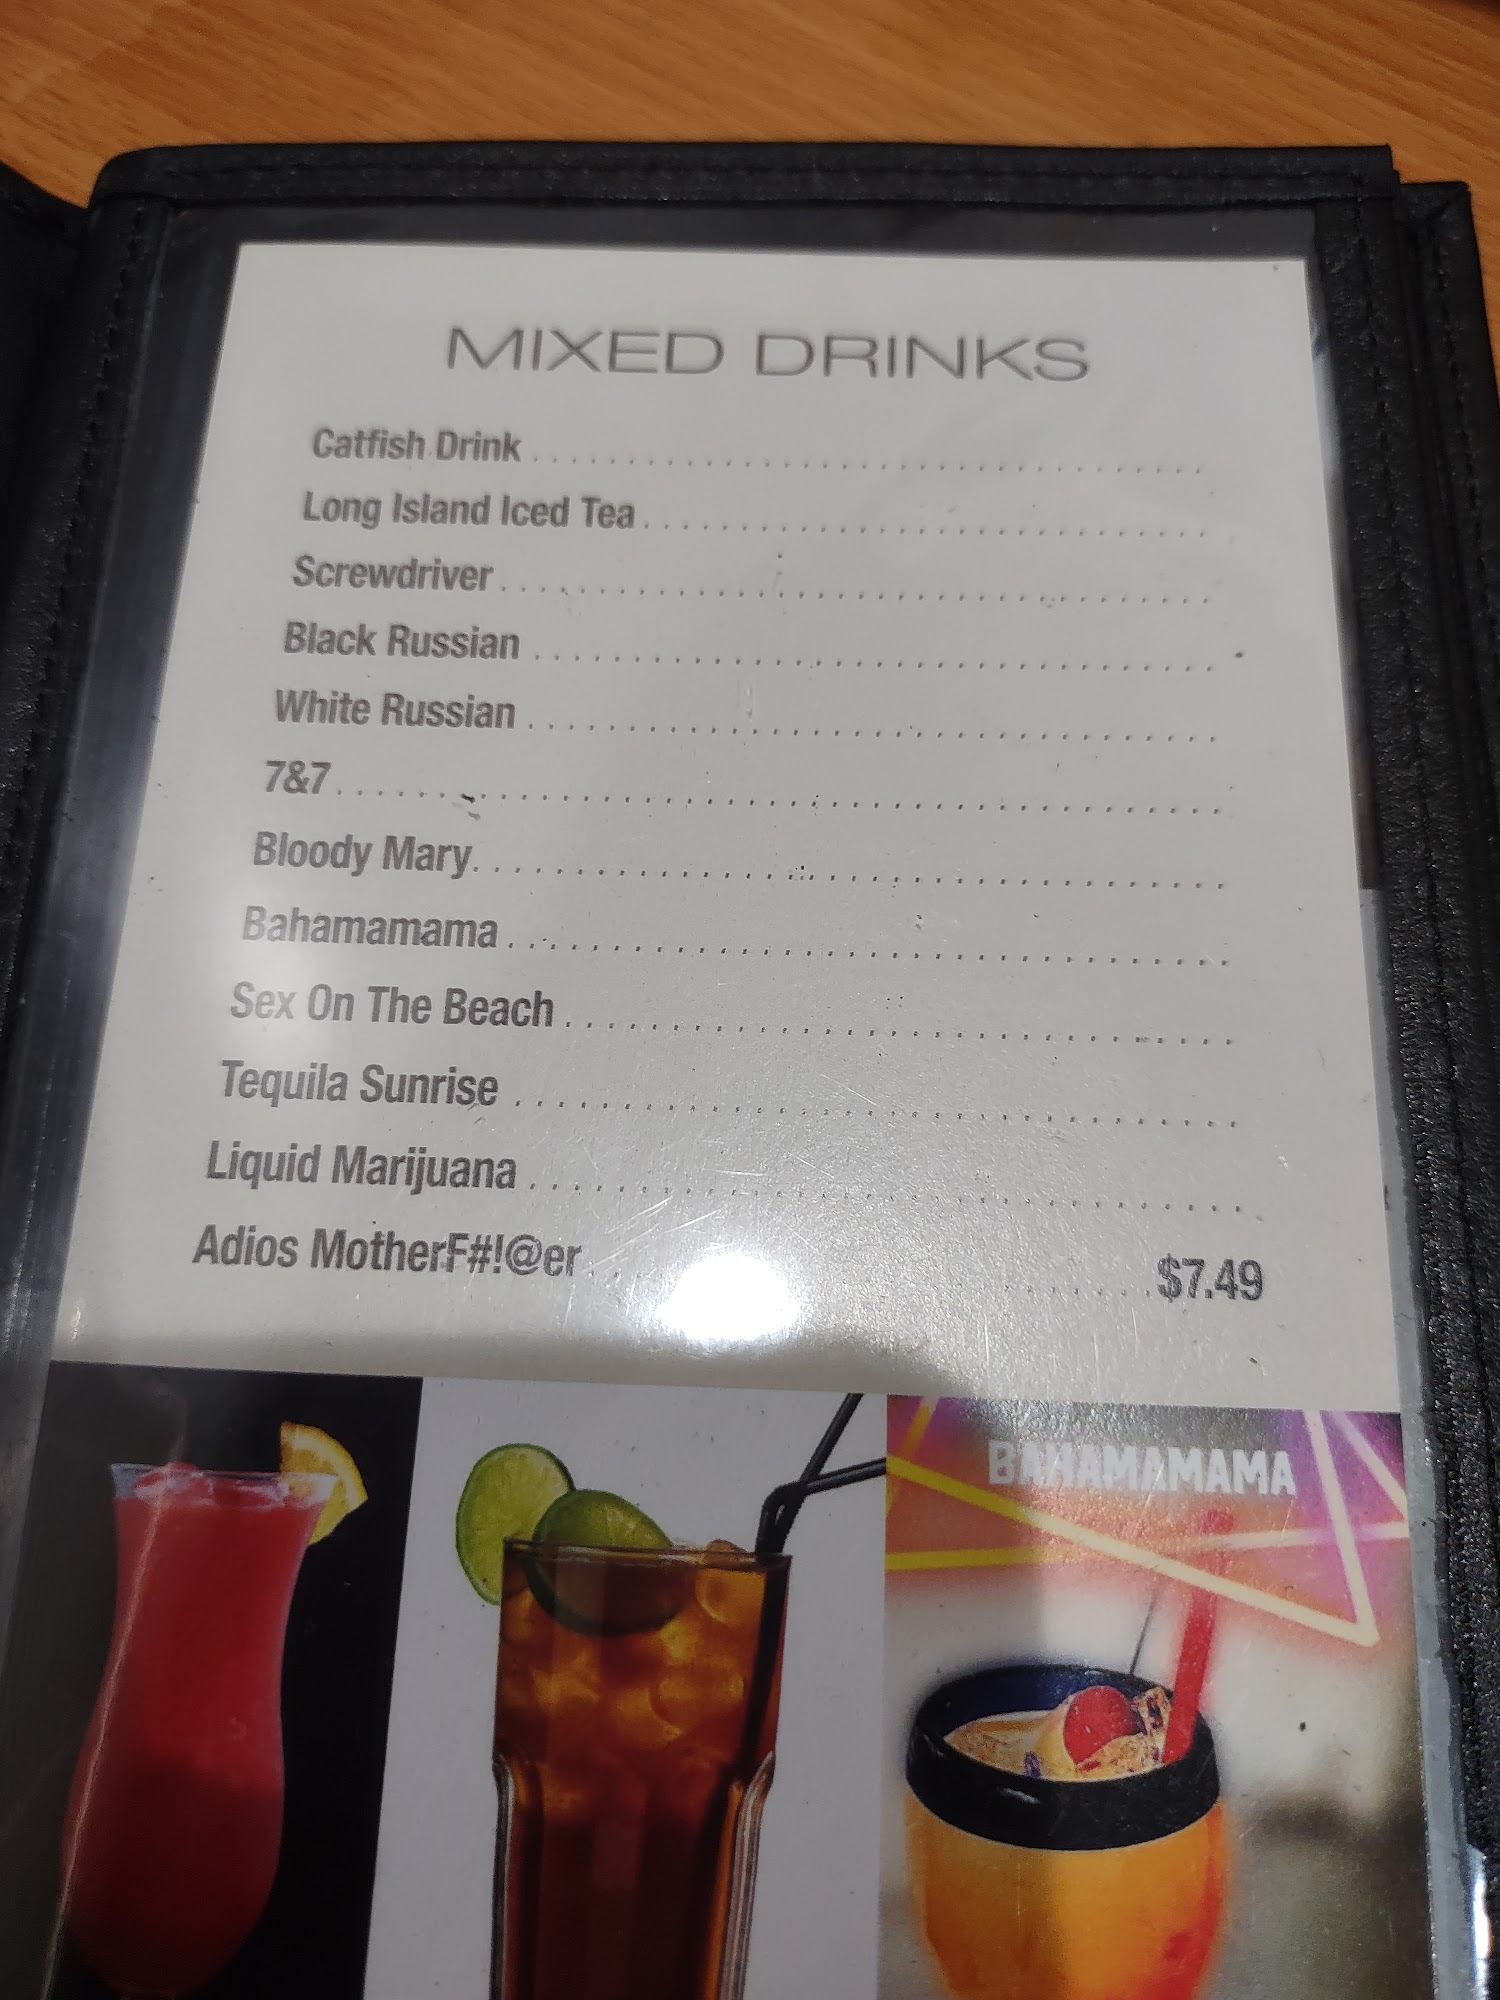 MIXED DRINKS
Catfish Drink
Long Island Iced Tea
Screwdriver
Black Russian
White Russian
7&7
Bloody Mary
Bahamamama
Sex On The Beach
Tequila Sunrise
Liquid Marijuana
Adios MotherF#!@er $7.49
BAHAMAMAMA